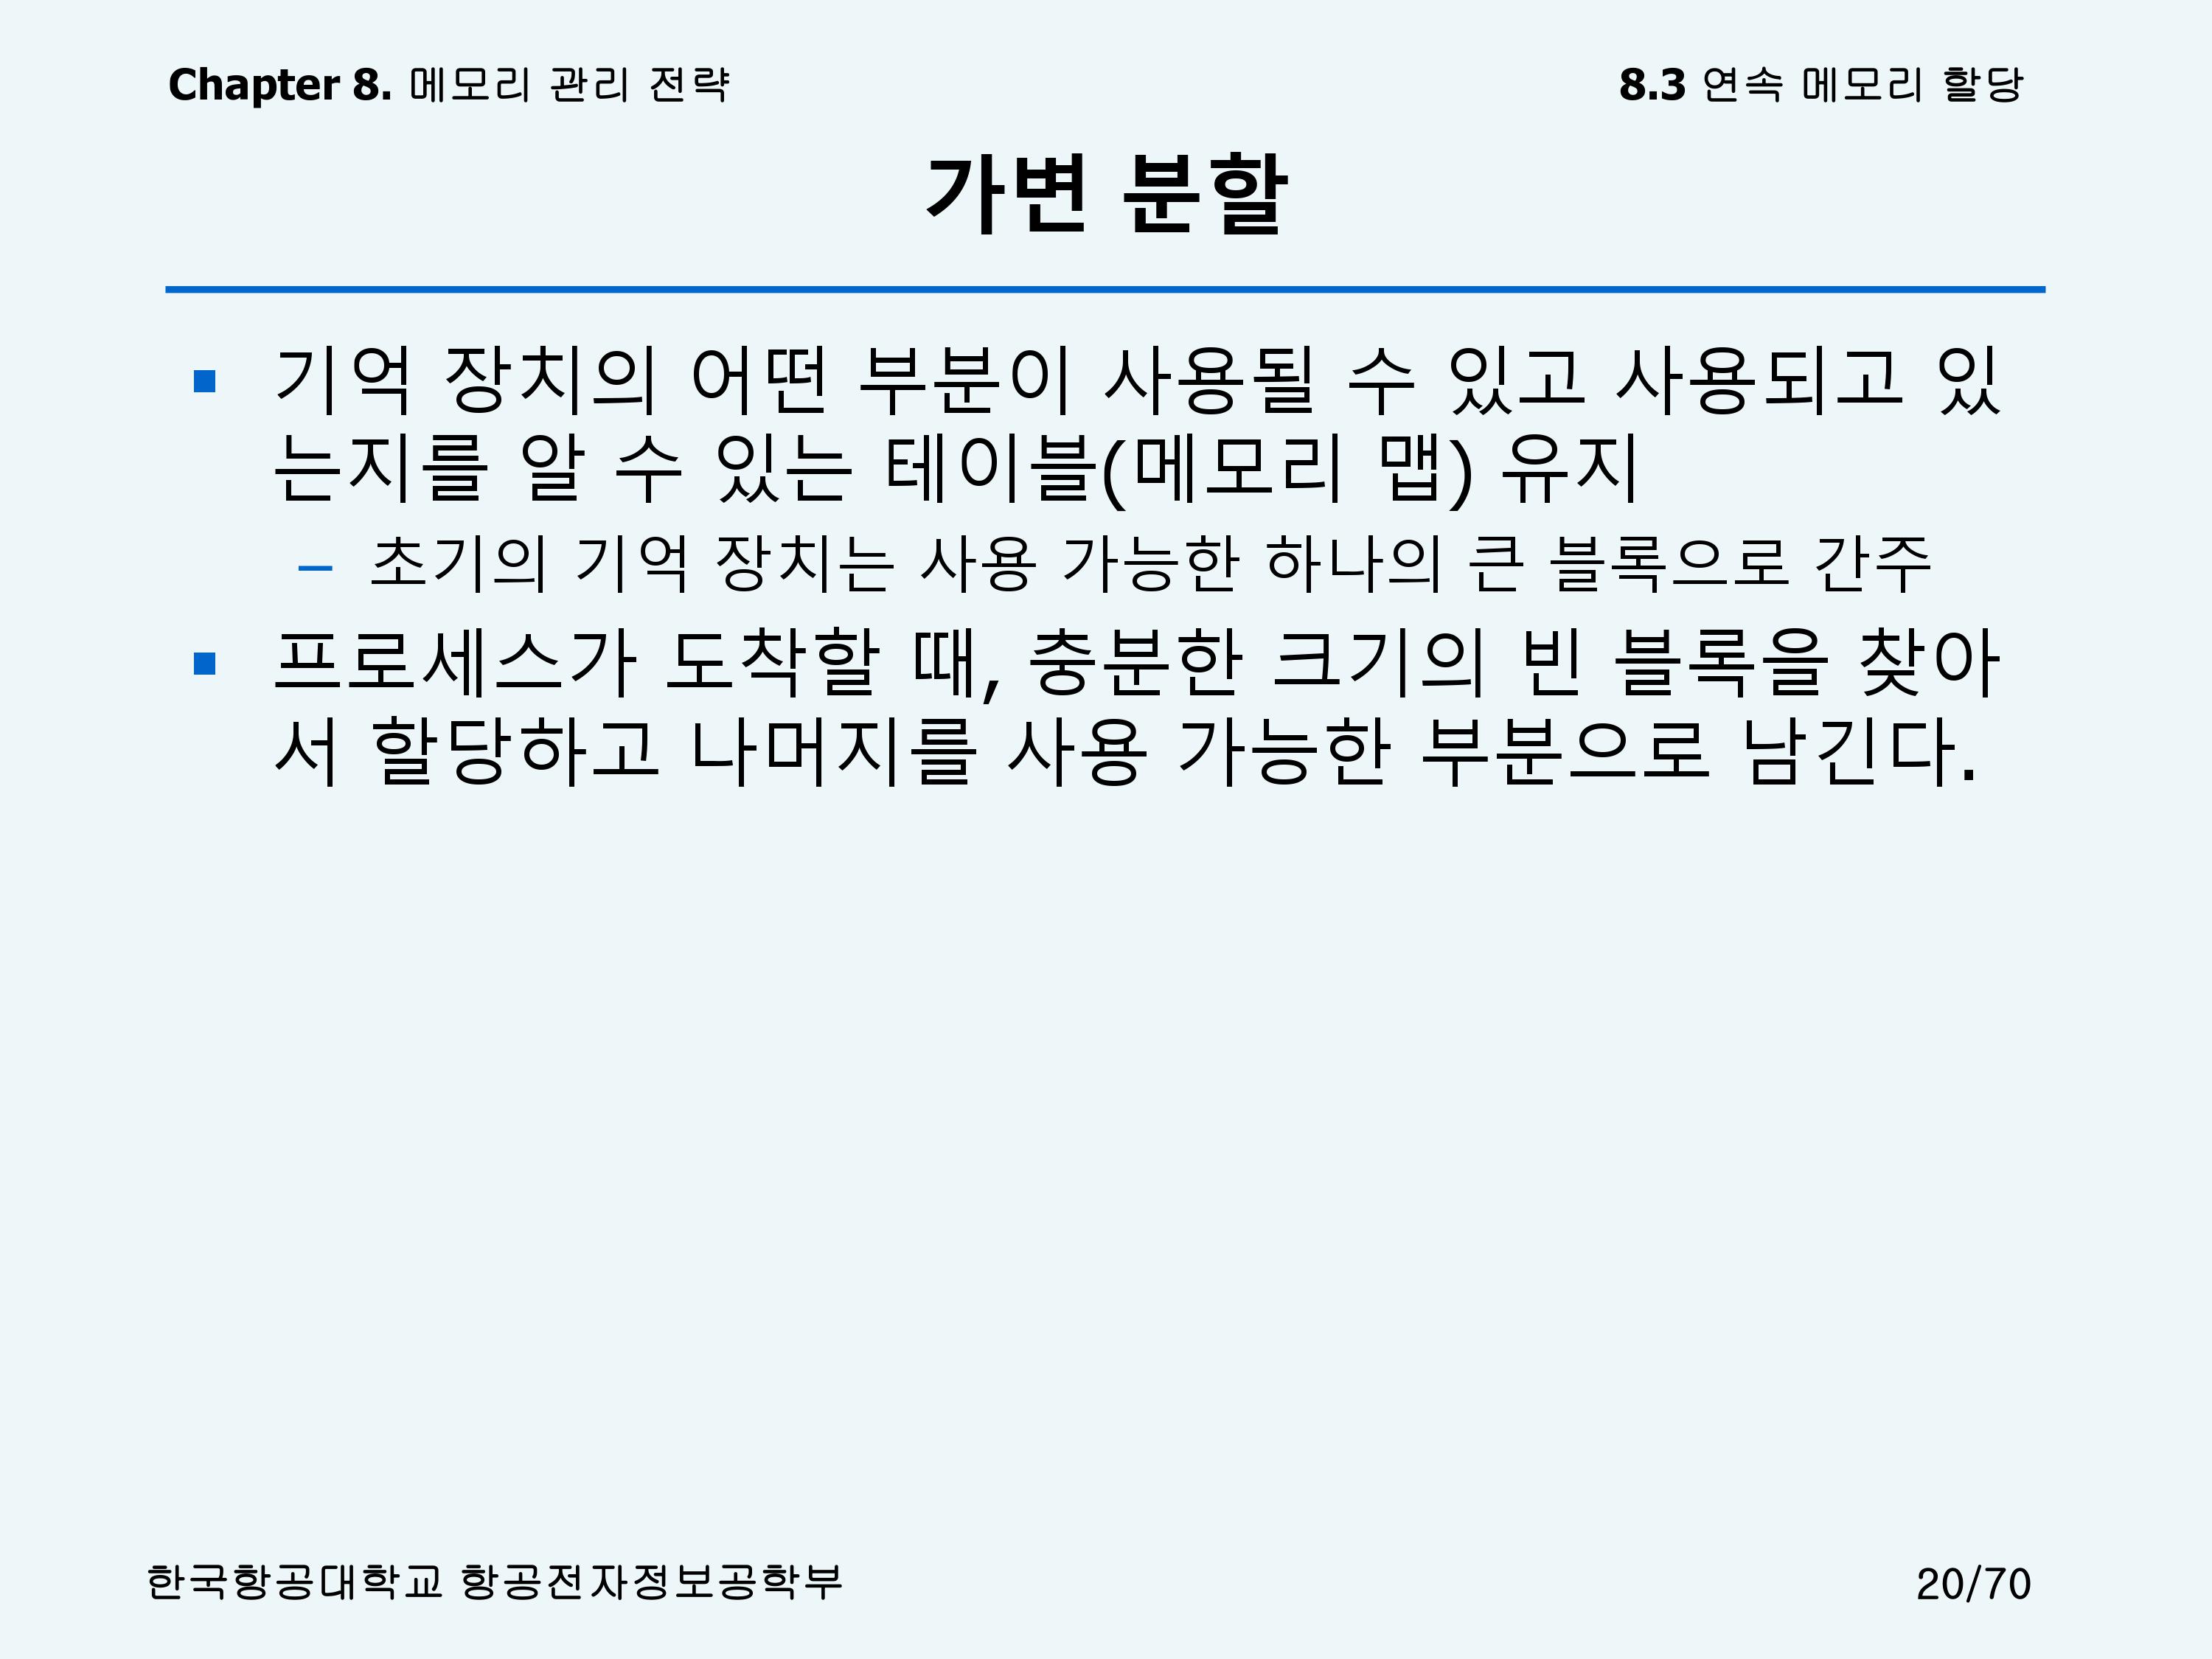 Chapter 8. 메모리 관리 전략
8.3 연속 메모리 할당
가변 분할
▪ 기억 장치의 어떤 부분이 사용될 수 있고 사용되고 있
는지를 알 수 있는 테이블(메모리 맵) 유지
– 초기의 기억 장치는 사용 가능한 하나의 큰 블록으로 간주
▪ 프로세스가 도착할 때, 충분한 크기의 빈 블록을 찾아
서 할당하고 나머지를 사용 가능한 부분으로 남긴다.
한국항공대학교 항공전자정보공학부
20/70